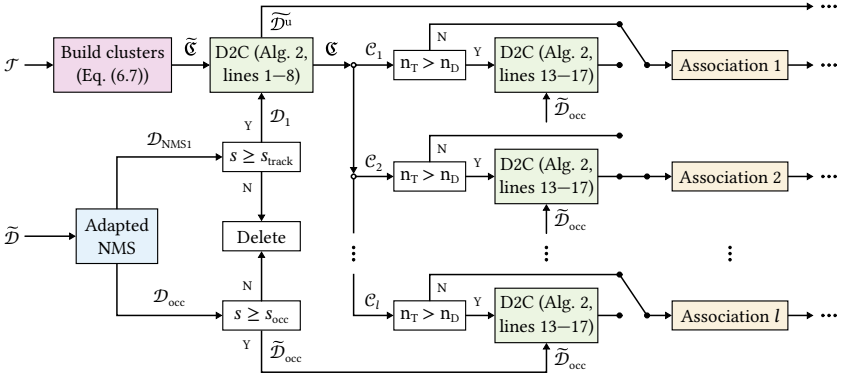 𝒟̃ᵘ
𝒯
Build clusters
(Eq. (6.7))
ℭ̃
D2C (Alg. 2,
lines 1−8)
ℭ
𝒞₁
n_T > n_D
N
Y
D2C (Alg. 2,
lines 13−17)
𝒟̃_occ
Association 1
...
𝒟₁
Y
𝒟_NMS1
s ≥ s_track
N
𝒞₂
n_T > n_D
N
Y
D2C (Alg. 2,
lines 13−17)
𝒟̃_occ
Association 2
...
𝒟̃
Adapted
NMS
Delete
N
𝒟_occ
s ≥ s_occ
Y
𝒟̃_occ
𝒞_l
n_T > n_D
N
Y
D2C (Alg. 2,
lines 13−17)
𝒟̃_occ
Association l
...